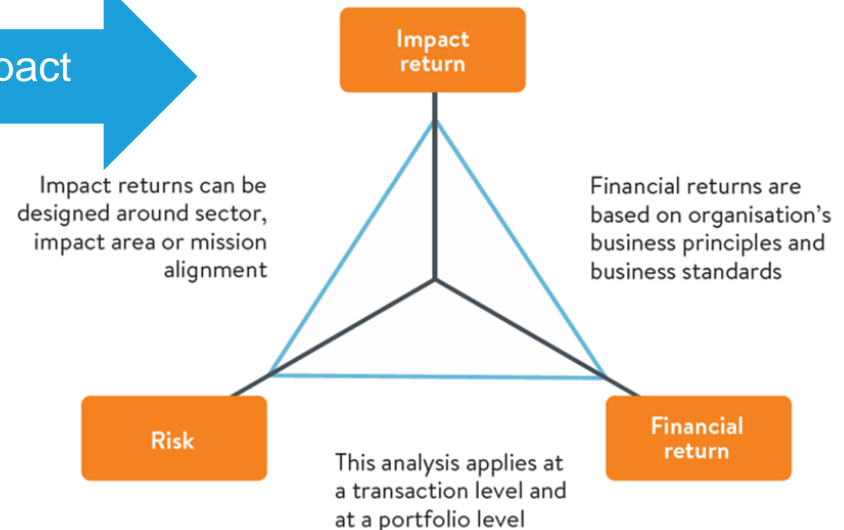 Impact
return
Impact returns can be
designed around sector,
impact area or mission
alignment
Financial returns are
based on organisation's
business principles and
business standards
Risk
Financial
return
This analysis applies at
a transaction level and
at a portfolio level